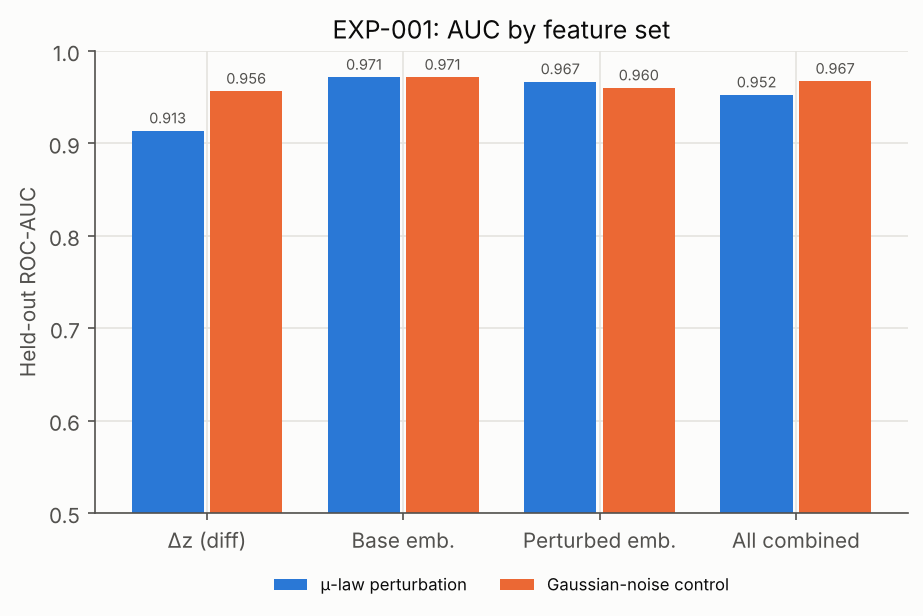 EXP-001: AUC by feature set
Held-out ROC-AUC
1.0
0.9
0.8
0.7
0.6
0.5
0.913
0.956
0.971
0.971
0.967
0.960
0.952
0.967
Δz (diff)
Base emb.
Perturbed emb.
All combined
μ-law perturbation
Gaussian-noise control